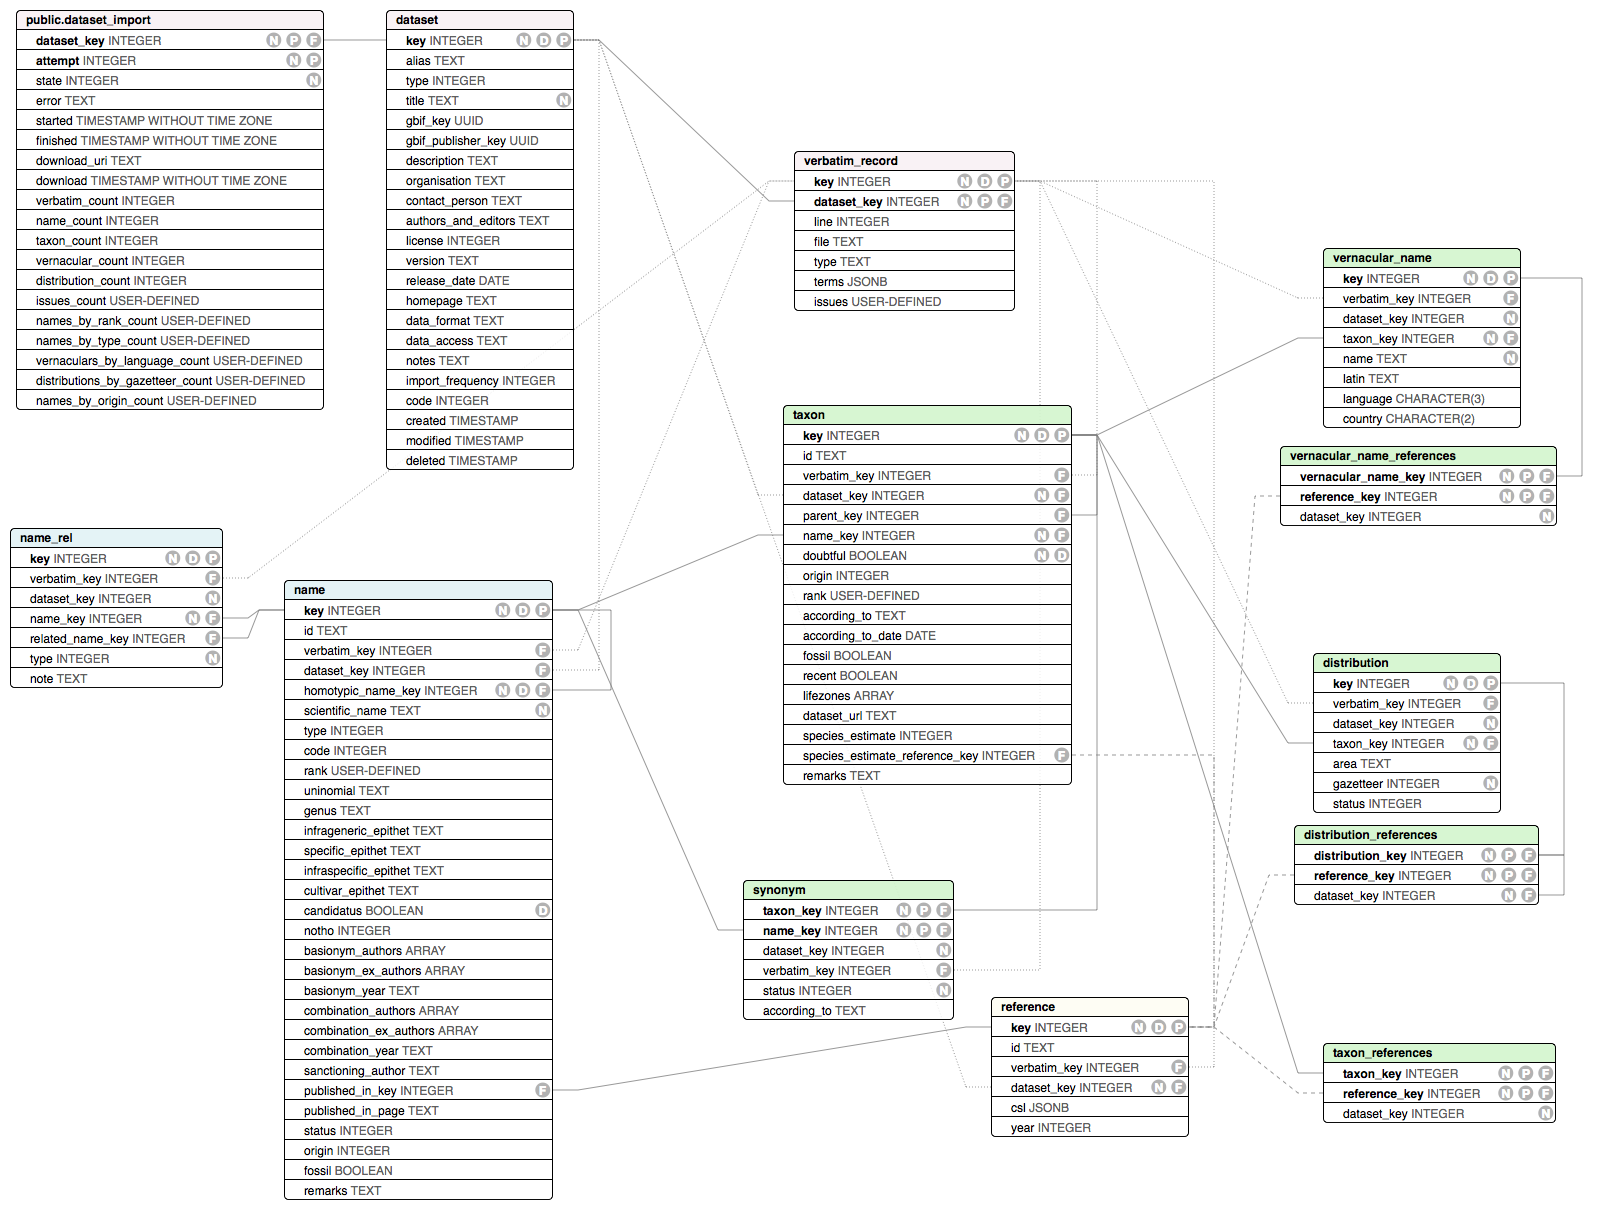 public.dataset_import
dataset_key INTEGER N P F
attempt INTEGER N P
state INTEGER N
error TEXT
started TIMESTAMP WITHOUT TIME ZONE
finished TIMESTAMP WITHOUT TIME ZONE
download_uri TEXT
download TIMESTAMP WITHOUT TIME ZONE
verbatim_count INTEGER
name_count INTEGER
taxon_count INTEGER
vernacular_count INTEGER
distribution_count INTEGER
issues_count USER-DEFINED
names_by_rank_count USER-DEFINED
names_by_type_count USER-DEFINED
vernaculars_by_language_count USER-DEFINED
distributions_by_gazetteer_count USER-DEFINED
names_by_origin_count USER-DEFINED
dataset
key INTEGER N D P
alias TEXT
type INTEGER
title TEXT N
gbif_key UUID
gbif_publisher_key UUID
description TEXT
organisation TEXT
contact_person TEXT
authors_and_editors TEXT
license INTEGER
version TEXT
release_date DATE
homepage TEXT
data_format TEXT
data_access TEXT
notes TEXT
import_frequency INTEGER
code INTEGER
created TIMESTAMP
modified TIMESTAMP
deleted TIMESTAMP
verbatim_record
key INTEGER N D P
dataset_key INTEGER N P F
line INTEGER
file TEXT
type TEXT
terms JSONB
issues USER-DEFINED
vernacular_name
key INTEGER N D P
verbatim_key INTEGER F
dataset_key INTEGER N
taxon_key INTEGER N F
name TEXT N
latin TEXT
language CHARACTER(3)
country CHARACTER(2)
vernacular_name_references
vernacular_name_key INTEGER N P F
reference_key INTEGER N P F
dataset_key INTEGER N
taxon
key INTEGER N D P
id TEXT
verbatim_key INTEGER F
dataset_key INTEGER N F
parent_key INTEGER F
name_key INTEGER N F
doubtful BOOLEAN N D
origin INTEGER
rank USER-DEFINED
according_to TEXT
according_to_date DATE
fossil BOOLEAN
recent BOOLEAN
lifezones ARRAY
dataset_url TEXT
species_estimate INTEGER
species_estimate_reference_key INTEGER F
remarks TEXT
name_rel
key INTEGER N D P
verbatim_key INTEGER F
dataset_key INTEGER N
name_key INTEGER N F
related_name_key INTEGER F
type INTEGER N
note TEXT
name
key INTEGER N D P
id TEXT
verbatim_key INTEGER F
dataset_key INTEGER F
homotypic_name_key INTEGER N D F
scientific_name TEXT N
type INTEGER
code INTEGER
rank USER-DEFINED
uninomial TEXT
genus TEXT
infrageneric_epithet TEXT
specific_epithet TEXT
infraspecific_epithet TEXT
cultivar_epithet TEXT
candidatus BOOLEAN D
notho INTEGER
basionym_authors ARRAY
basionym_ex_authors ARRAY
basionym_year TEXT
combination_authors ARRAY
combination_ex_authors ARRAY
combination_year TEXT
sanctioning_author TEXT
published_in_key INTEGER F
published_in_page TEXT
status INTEGER
origin INTEGER
fossil BOOLEAN
remarks TEXT
distribution
key INTEGER N D P
verbatim_key INTEGER F
dataset_key INTEGER N
taxon_key INTEGER N F
area TEXT
gazetteer INTEGER N
status INTEGER
distribution_references
distribution_key INTEGER N P F
reference_key INTEGER N P F
dataset_key INTEGER N F
synonym
taxon_key INTEGER N P F
name_key INTEGER N P F
dataset_key INTEGER N
verbatim_key INTEGER F
status INTEGER N
according_to TEXT
reference
key INTEGER N D P
id TEXT
verbatim_key INTEGER F
dataset_key INTEGER N F
csl JSONB
year INTEGER
taxon_references
taxon_key INTEGER N P F
reference_key INTEGER N P F
dataset_key INTEGER N